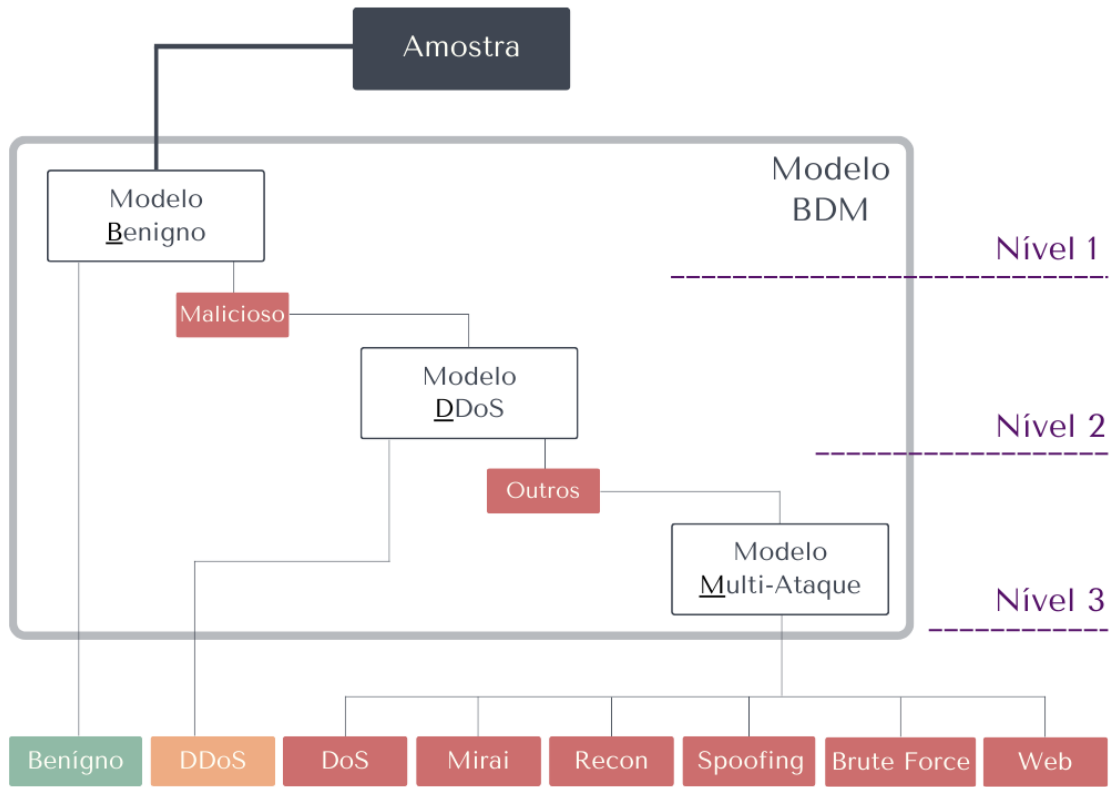 Amostra
Modelo
BDM
Modelo
Benigno
Nível 1
Malicioso
Modelo
DDoS
Nível 2
Outros
Modelo
Multi-Ataque
Nível 3
Benígno
DDoS
DoS
Mirai
Recon
Spoofing
Brute Force
Web